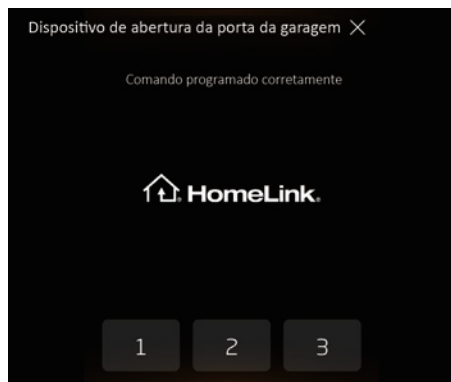 Dispositivo de abertura da porta da garagem
Comando programado corretamente
HomeLink.
1 2 3